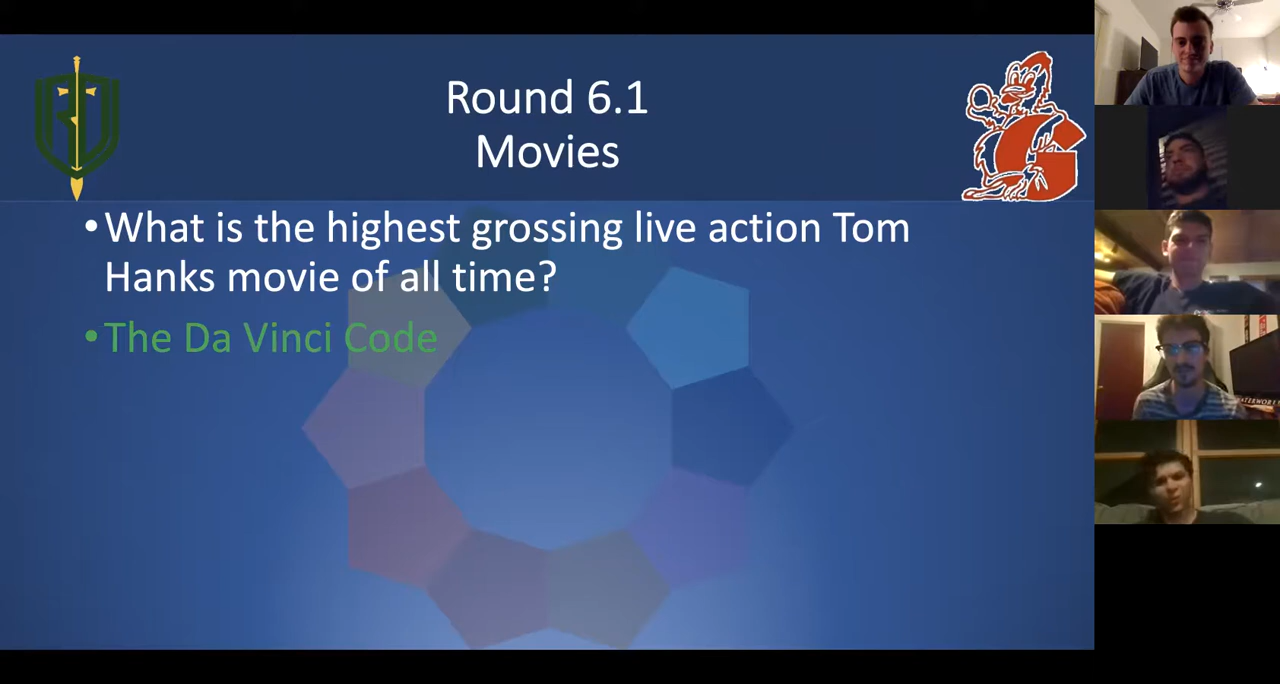 Round 6.1
Movies
•What is the highest grossing live action Tom
Hanks movie of all time?
•The Da Vinci Code